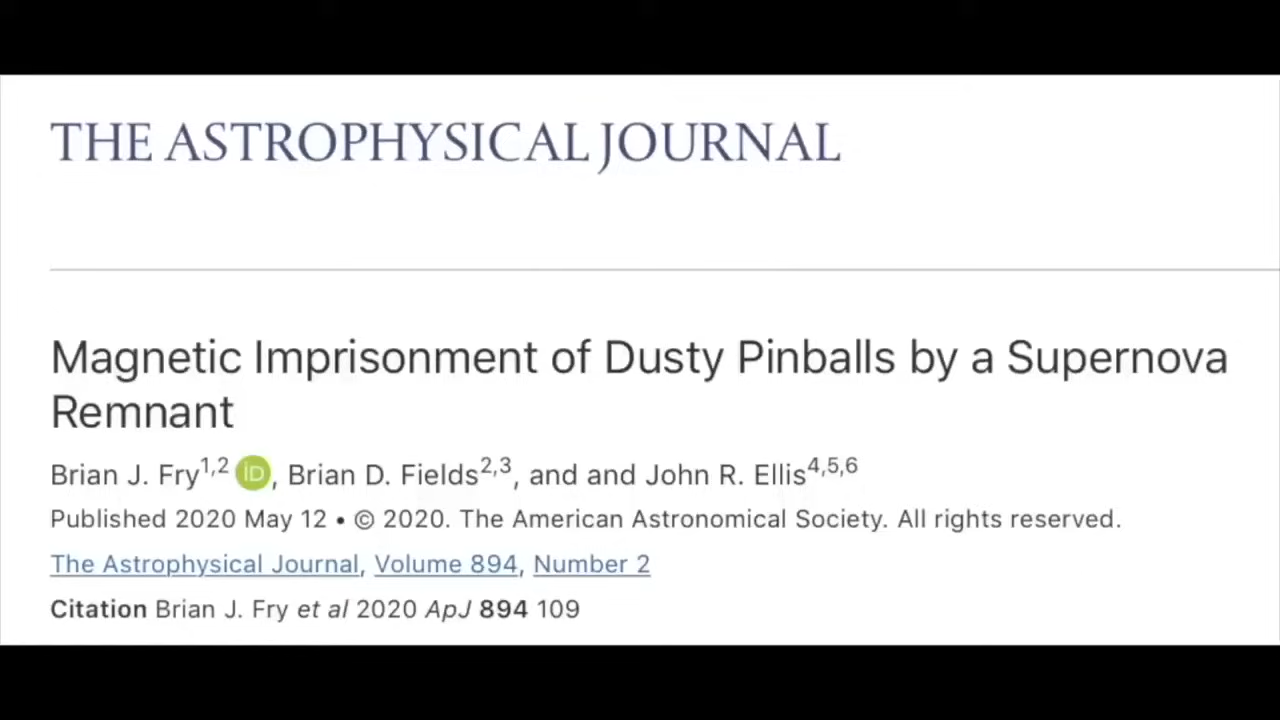 THE ASTROPHYSICAL JOURNAL
Magnetic Imprisonment of Dusty Pinballs by a Supernova
Remnant
Brian J. Fry1,2 iD, Brian D. Fields2,3, and and John R. Ellis4,5,6
Published 2020 May 12 • © 2020. The American Astronomical Society. All rights reserved.
The Astrophysical Journal, Volume 894, Number 2
Citation Brian J. Fry et al 2020 ApJ 894 109